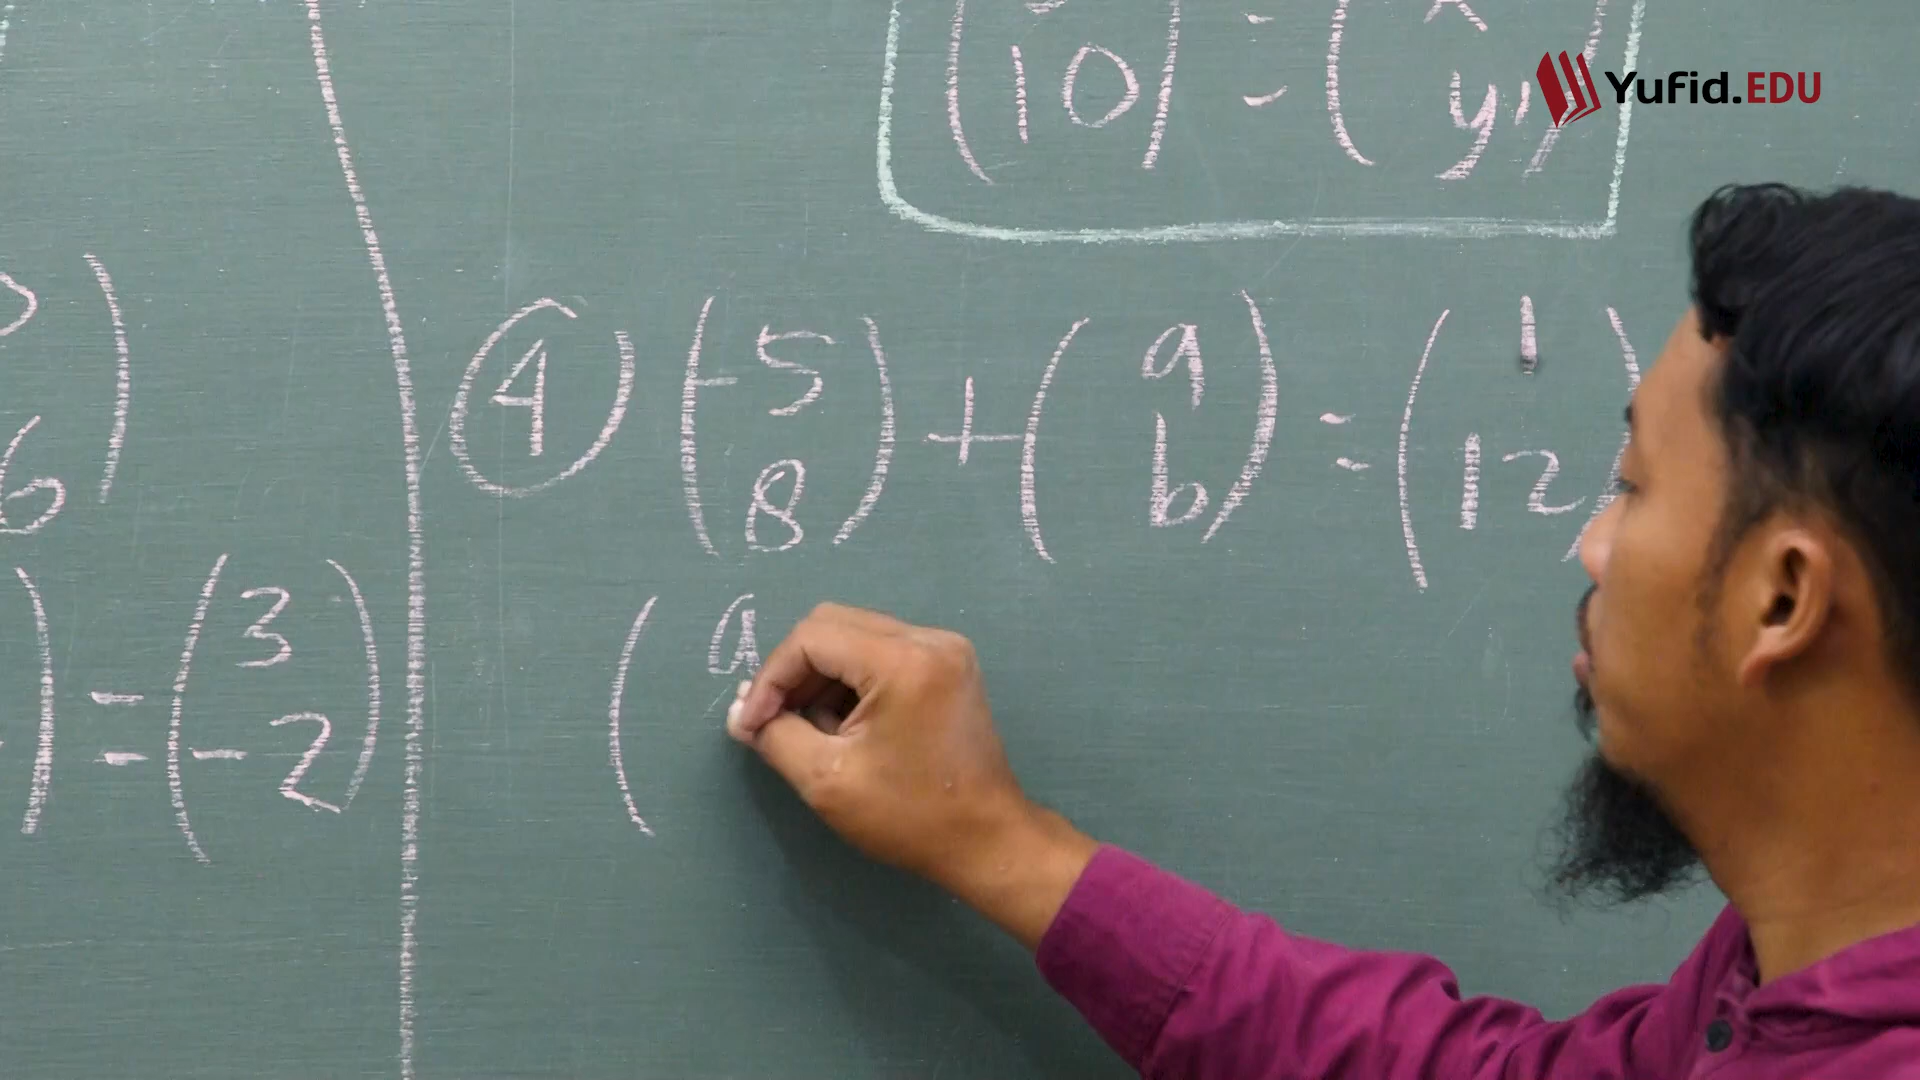 Yufid.EDU
(10) = (y')
6)
) = (3
-2)
④ (-5
8) + (a
b) = (1
12)
(a